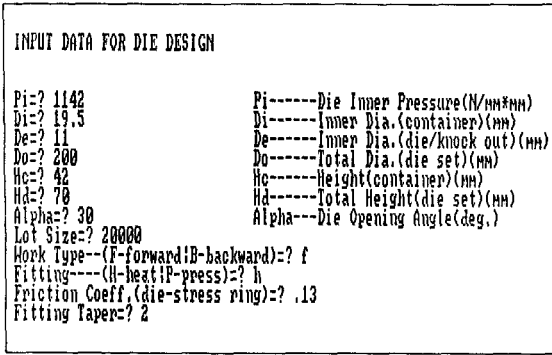 INPUT DATA FOR DIE DESIGN
Pi=? 1142 Pi------Die Inner Pressure(N/mm*mm)
Di=? 19.5 Di------Inner Dia.(container)(mm)
De=? 11 De------Inner Dia.(die/knock out)(mm)
Do=? 200 Do------Total Dia.(die set)(mm)
Hc=? 42 Hc------Height(container)(mm)
Hd=? 70 Hd------Total Height(die set)(mm)
Alpha=? 30 Alpha---Die Opening Angle(deg.)
Lot Size=? 20000
Work Type--(F-forward|B-backward)=? f
Fitting----(H-heat|P-press)=? h
Friction Coeff.(die-stress ring)=? .13
Fitting Taper=? 2